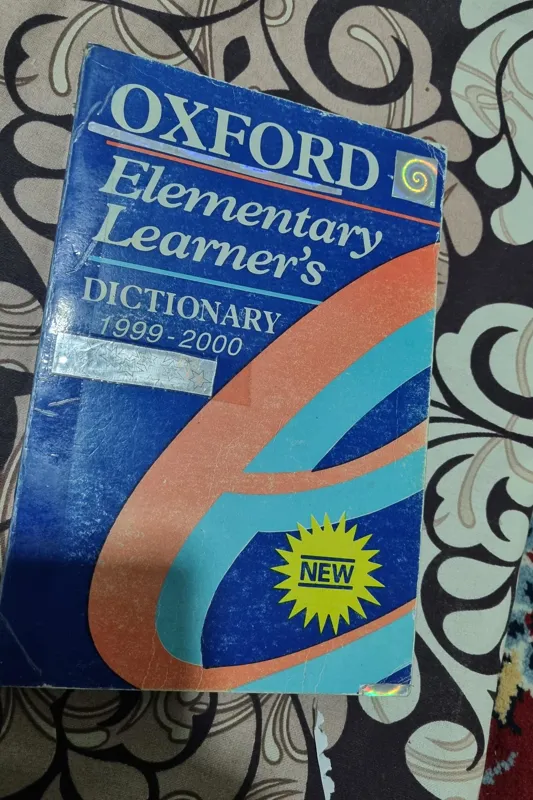 OXFORD
Elementary
Learner's
DICTIONARY
1999-2000
NEW